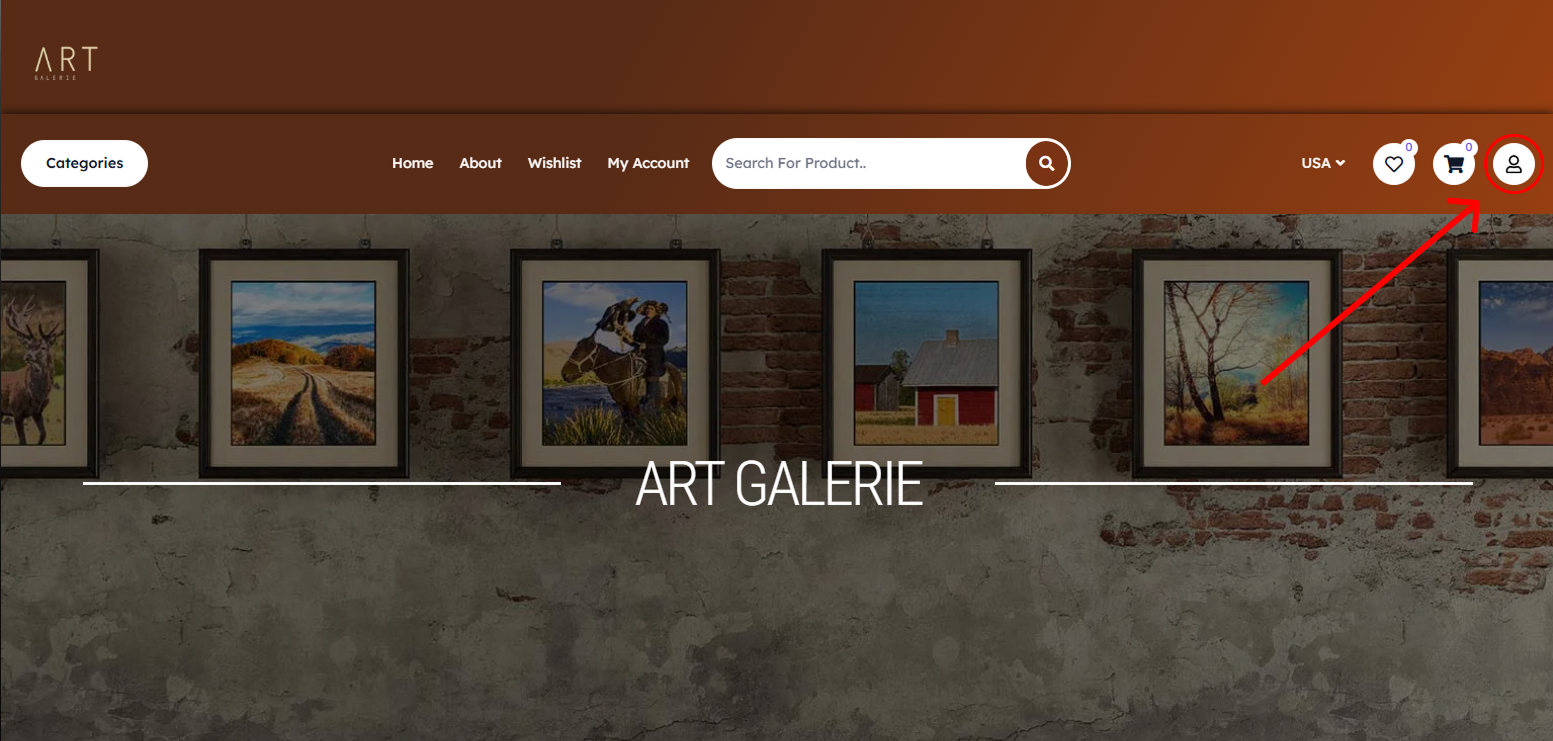 ART
GALERIE
Categories
Home
About
Wishlist
My Account
Search For Product..
USA
0
0
ART GALERIE